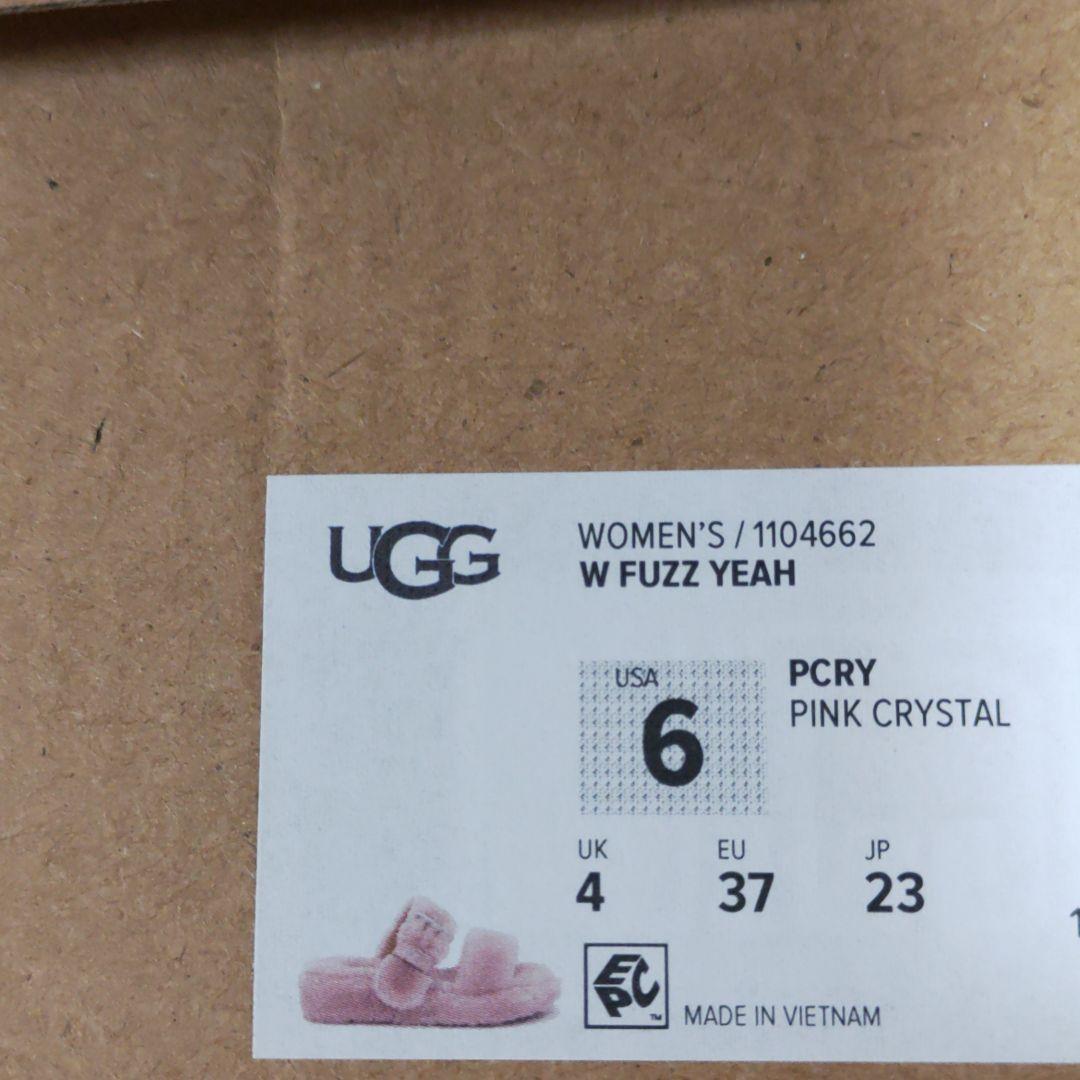 UGG
WOMEN'S / 1104662
W FUZZ YEAH
USA
6
PCRY
PINK CRYSTAL
UK
4
EU
37
JP
23
EPC
™
MADE IN VIETNAM